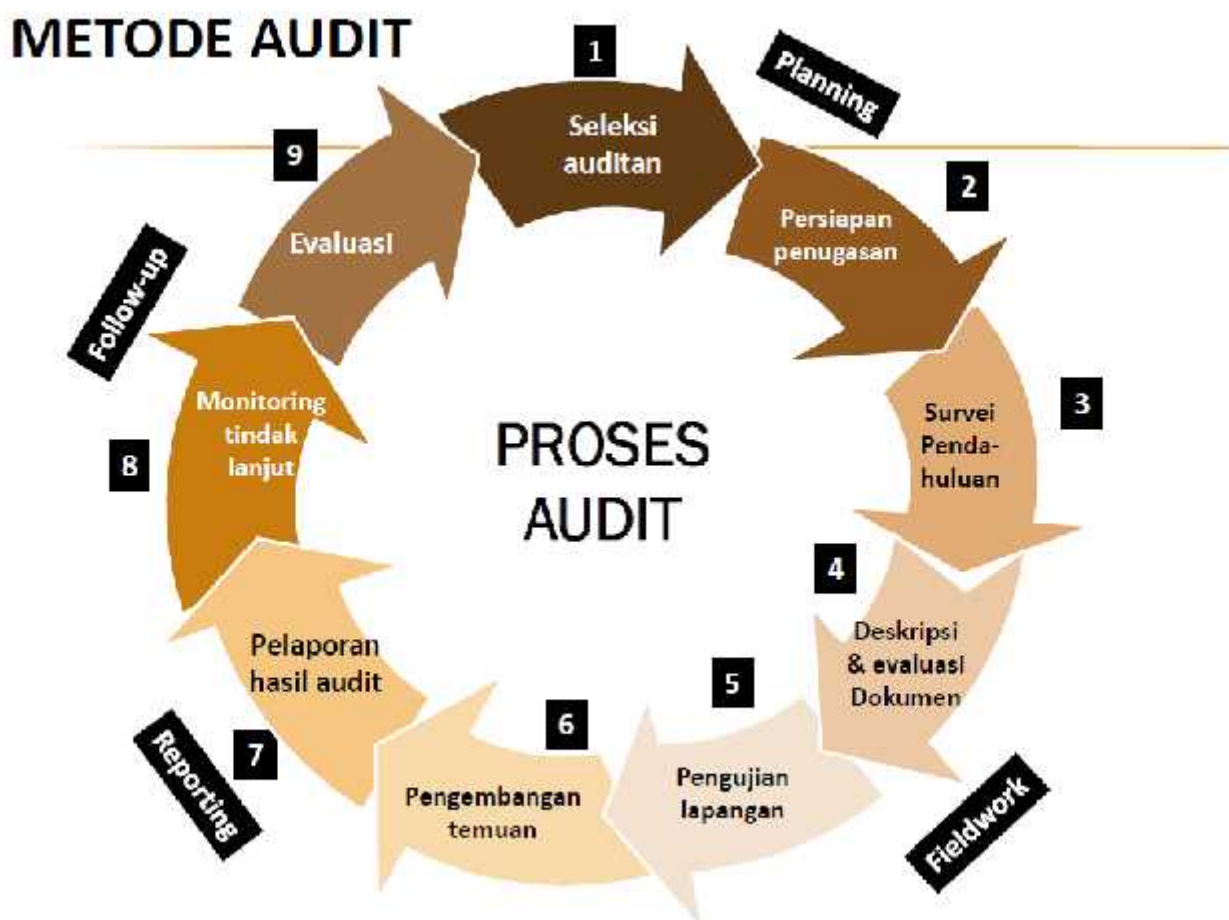 METODE AUDIT
1
Seleksi
auditan
Planning
2
Persiapan
penugasan
3
Survei
Penda-
huluan
4
Deskripsi
& evaluasi
Dokumen
Fieldwork
5
Pengujian
lapangan
6
Pengembangan
temuan
7
Pelaporan
hasil audit
Reporting
8
Monitoring
tindak
lanjut
Follow-up
9
Evaluasi
PROSES
AUDIT